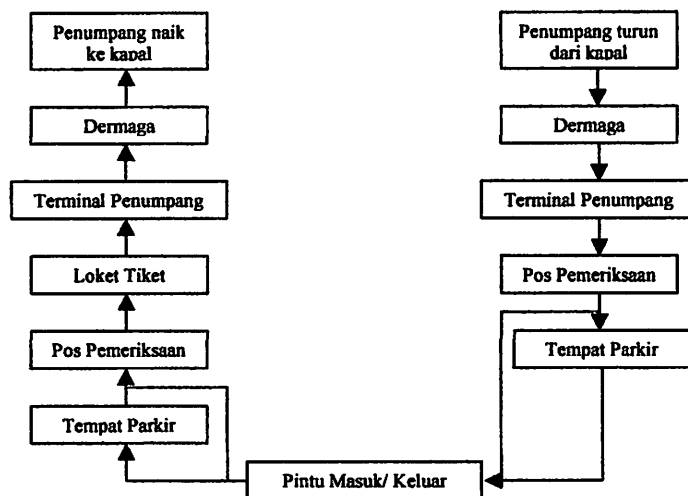 Penumpang naik
ke kapal
Dermaga
Terminal Penumpang
Loket Tiket
Pos Pemeriksaan
Tempat Parkir
Penumpang turun
dari kapal
Dermaga
Terminal Penumpang
Pos Pemeriksaan
Tempat Parkir
Pintu Masuk/ Keluar